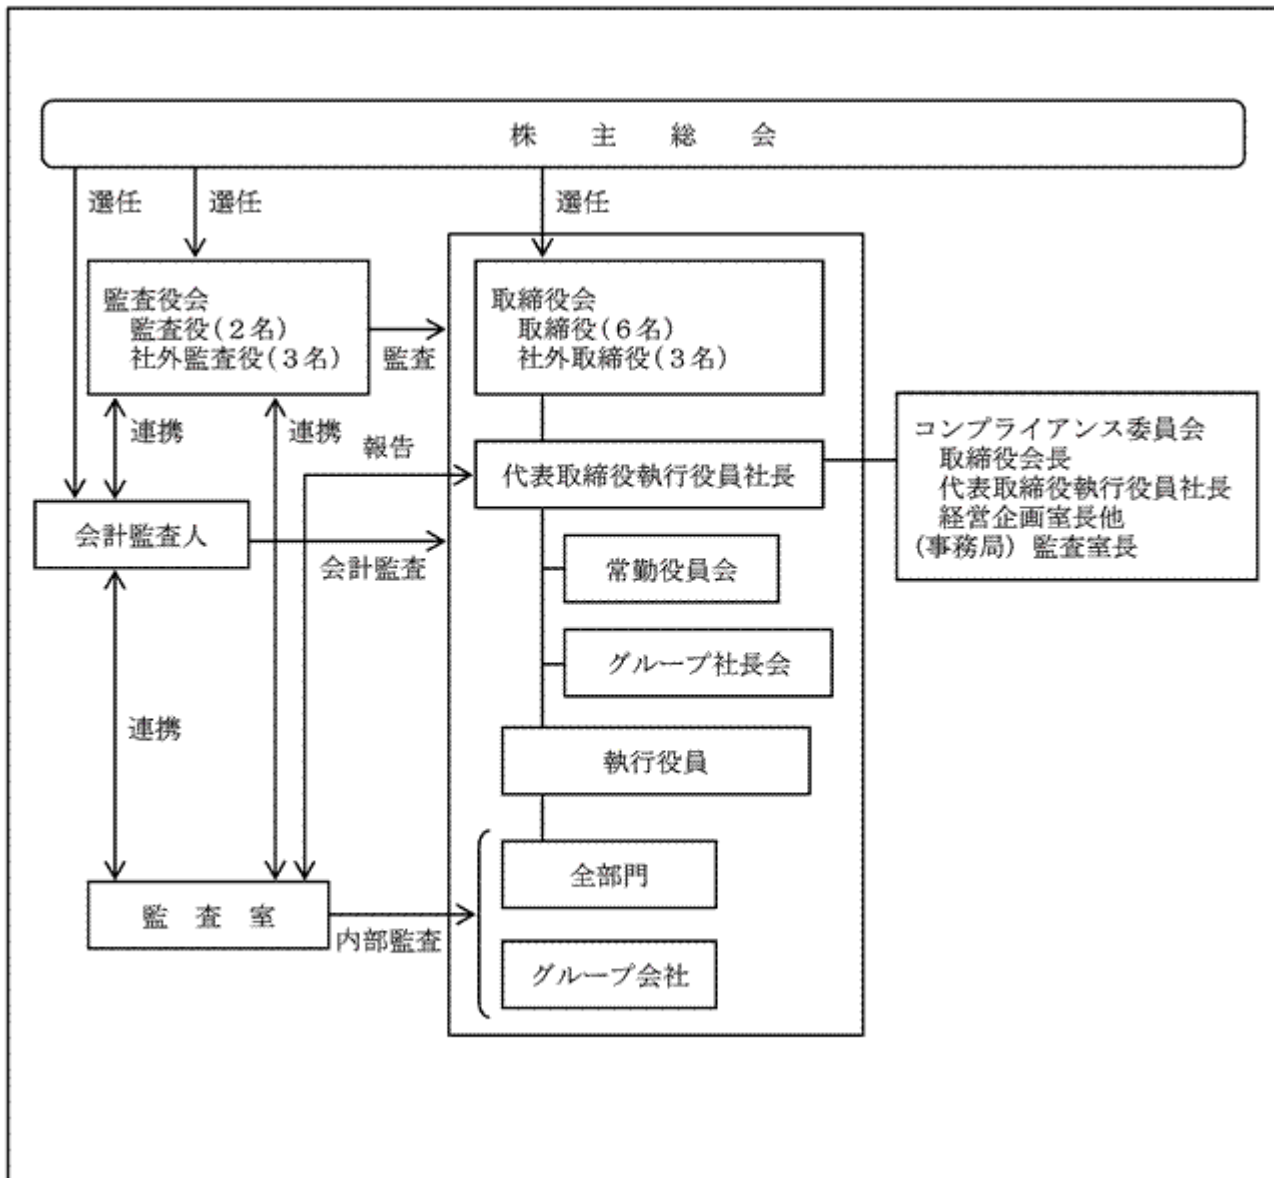 株主総会
選任
選任
選任
監査役会
監査役(2名)
社外監査役(3名)
監査
取締役会
取締役(6名)
社外取締役(3名)
連携
連携
報告
代表取締役執行役員社長
コンプライアンス委員会
取締役会長
代表取締役執行役員社長
経営企画室長他
(事務局) 監査室長
会計監査人
会計監査
常勤役員会
グループ社長会
連携
執行役員
全部門
監査室
内部監査
グループ会社